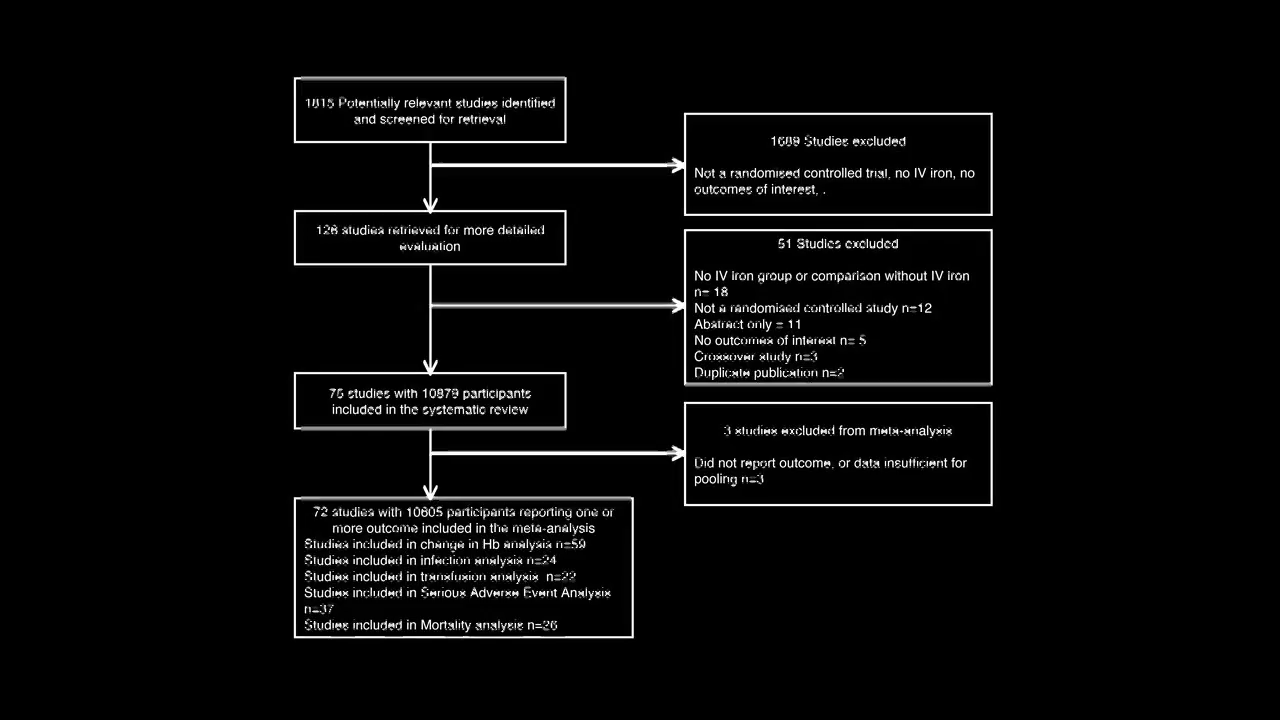 1815 Potentially relevant studies identified
and screened for retrieval
1689 Studies excluded
Not a randomised controlled trial, no IV iron, no
outcomes of interest, .
126 studies retrieved for more detailed
evaluation
51 Studies excluded
No IV iron group or comparison without IV iron
n= 18
Not a randomised controlled study n=12
Abstract only = 11
No outcomes of interest n= 5
Crossover study n=3
Duplicate publication n=2
75 studies with 10879 participants
included in the systematic review
3 studies excluded from meta-analysis
Did not report outcome, or data insufficient for
pooling n=3
72 studies with 10605 participants reporting one or
more outcome included in the meta-analysis
Studies included in change in Hb analysis n=59
Studies included in infection analysis n=24
Studies included in transfusion analysis  n=22
Studies included in Serious Adverse Event Analysis
n=37
Studies included in Mortality analysis n=26